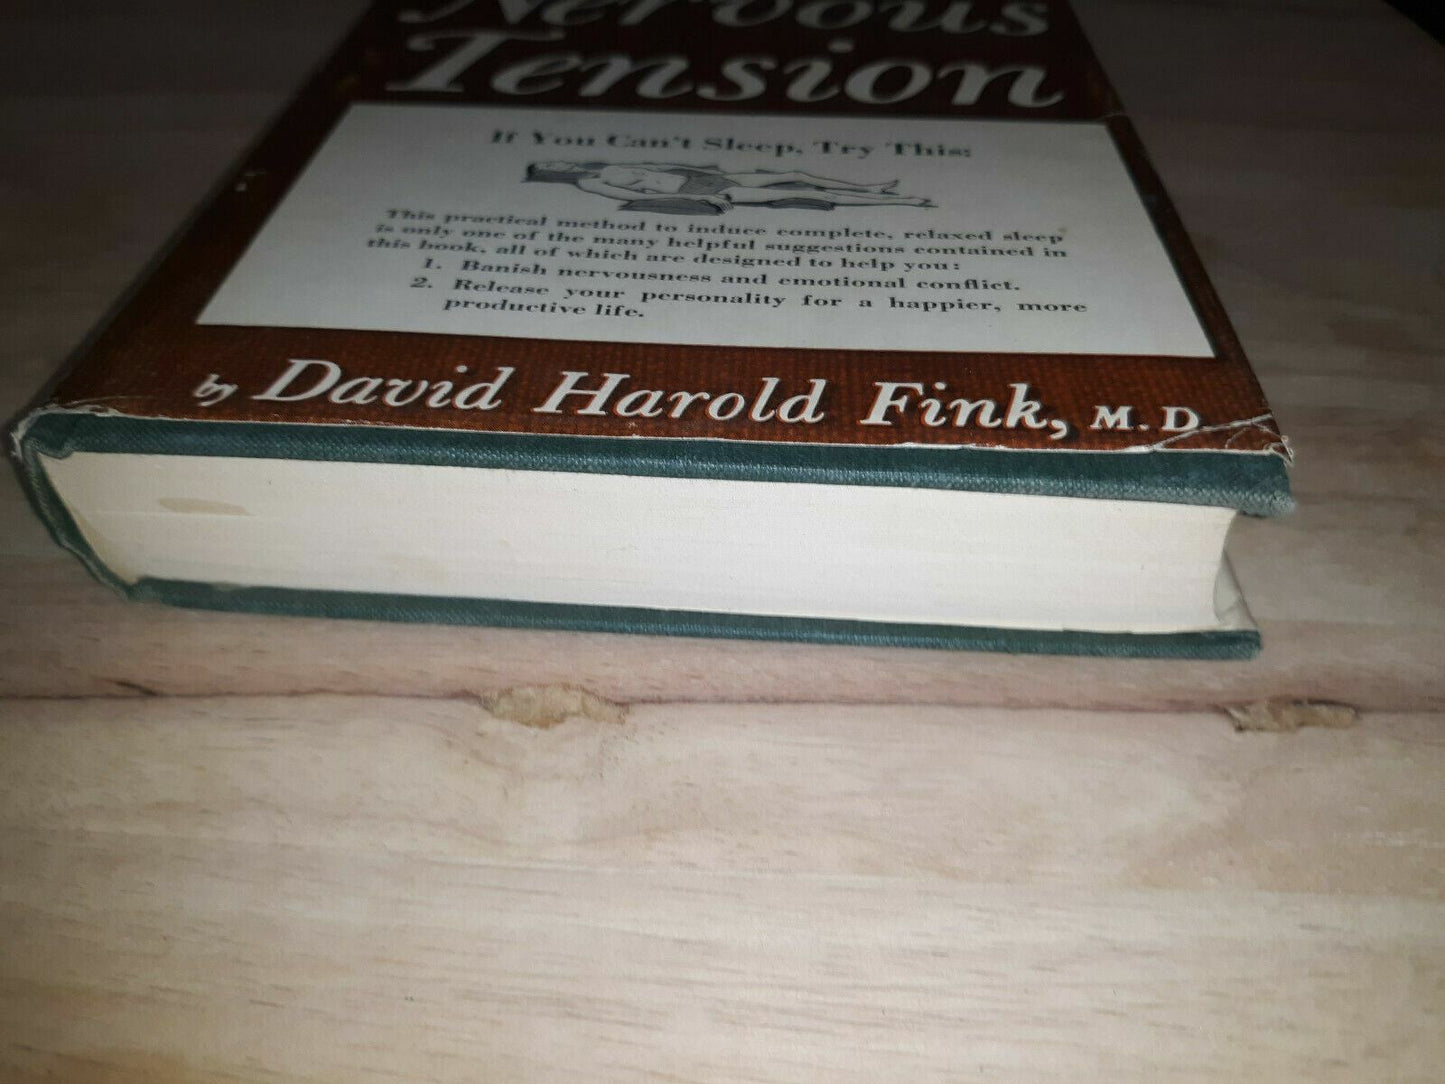 Nervous
Tension
If You Can't Sleep, Try This:
This practical method to induce complete, relaxed sleep
is only one of the many helpful suggestions contained in
this book, all of which are designed to help you:
1. Banish nervousness and emotional conflict.
2. Release your personality for a happier, more
productive life.
by David Harold Fink, M.D.